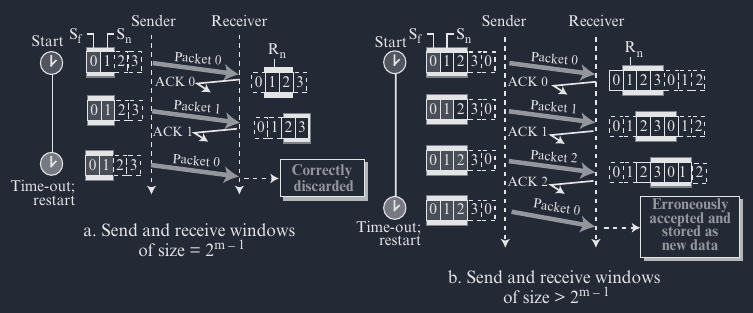 Sender Receiver
Start
S_f S_n
0 1 2 3
Packet 0
R_n
ACK 0
0 1 2 3
0 1 2 3
Packet 1
ACK 1
0 1 2 3
0 1 2 3
Packet 0
Time-out;
restart
Correctly
discarded
a. Send and receive windows
of size = 2^{m – 1}
Sender Receiver
Start
S_f S_n
0 1 2 3 0
Packet 0
R_n
ACK 0
0 1 2 3 0 1 2
0 1 2 3 0
Packet 1
ACK 1
0 1 2 3 0 1 2
0 1 2 3 0
Packet 2
ACK 2
0 1 2 3 0 1 2
0 1 2 3 0
Packet 0
Time-out;
restart
Erroneously
accepted and
stored as
new data
b. Send and receive windows
of size > 2^{m – 1}